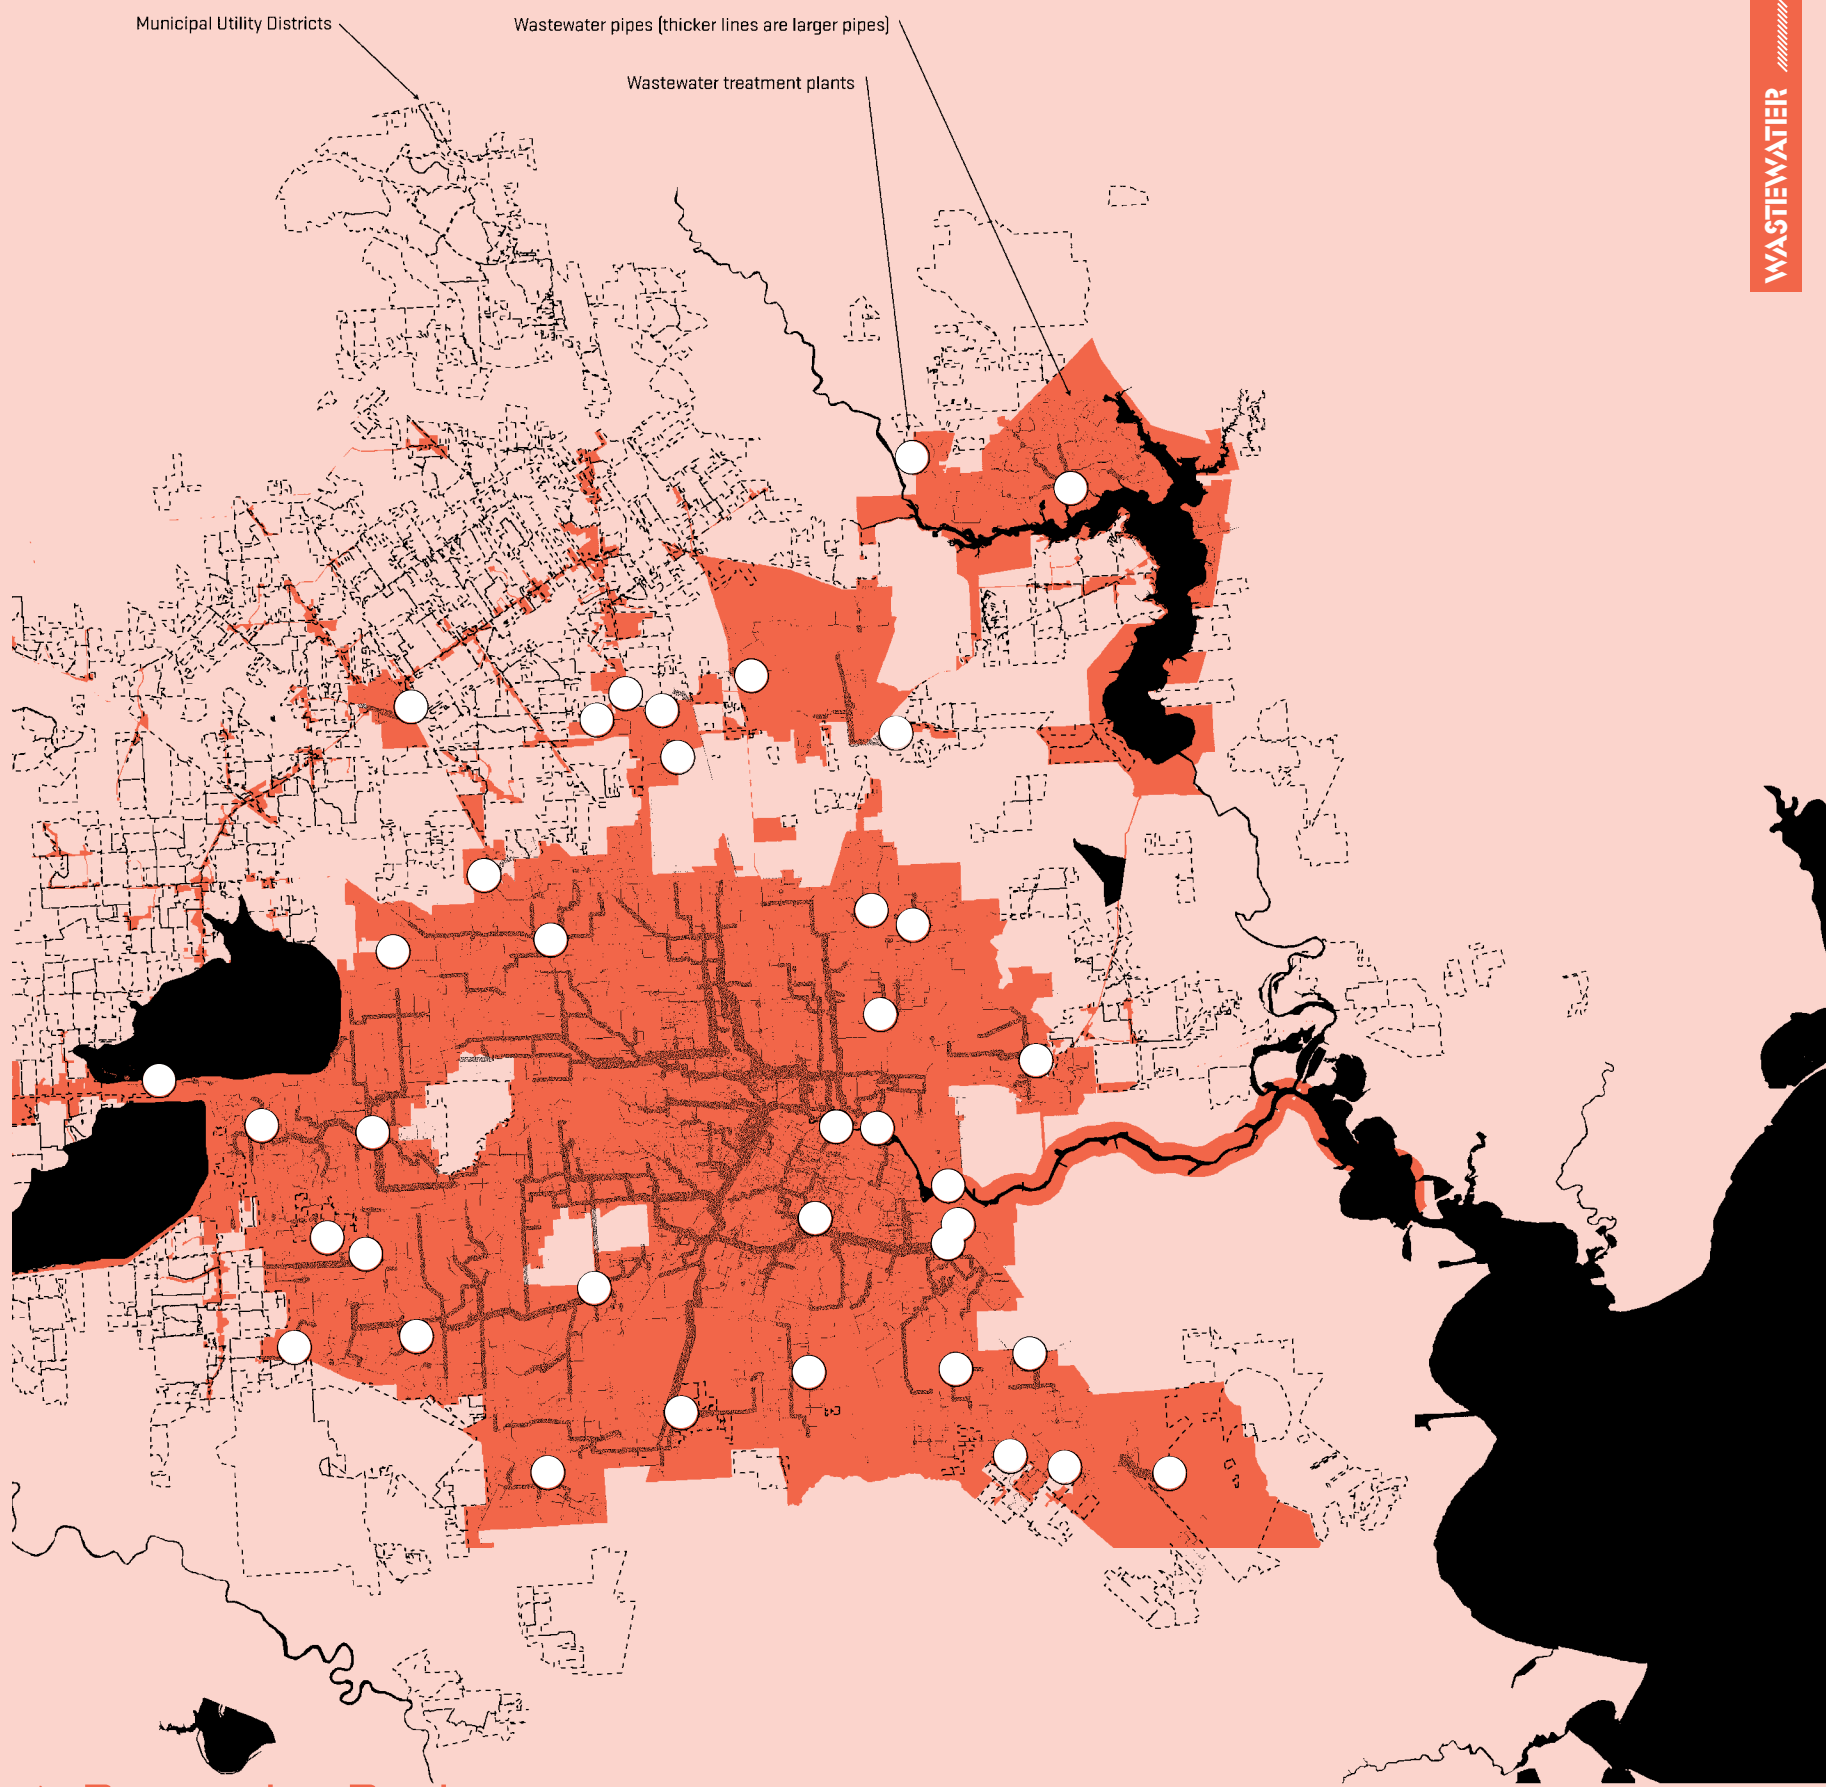 Municipal Utility Districts
Wastewater pipes (thicker lines are larger pipes)
Wastewater treatment plants
WASTEWATER